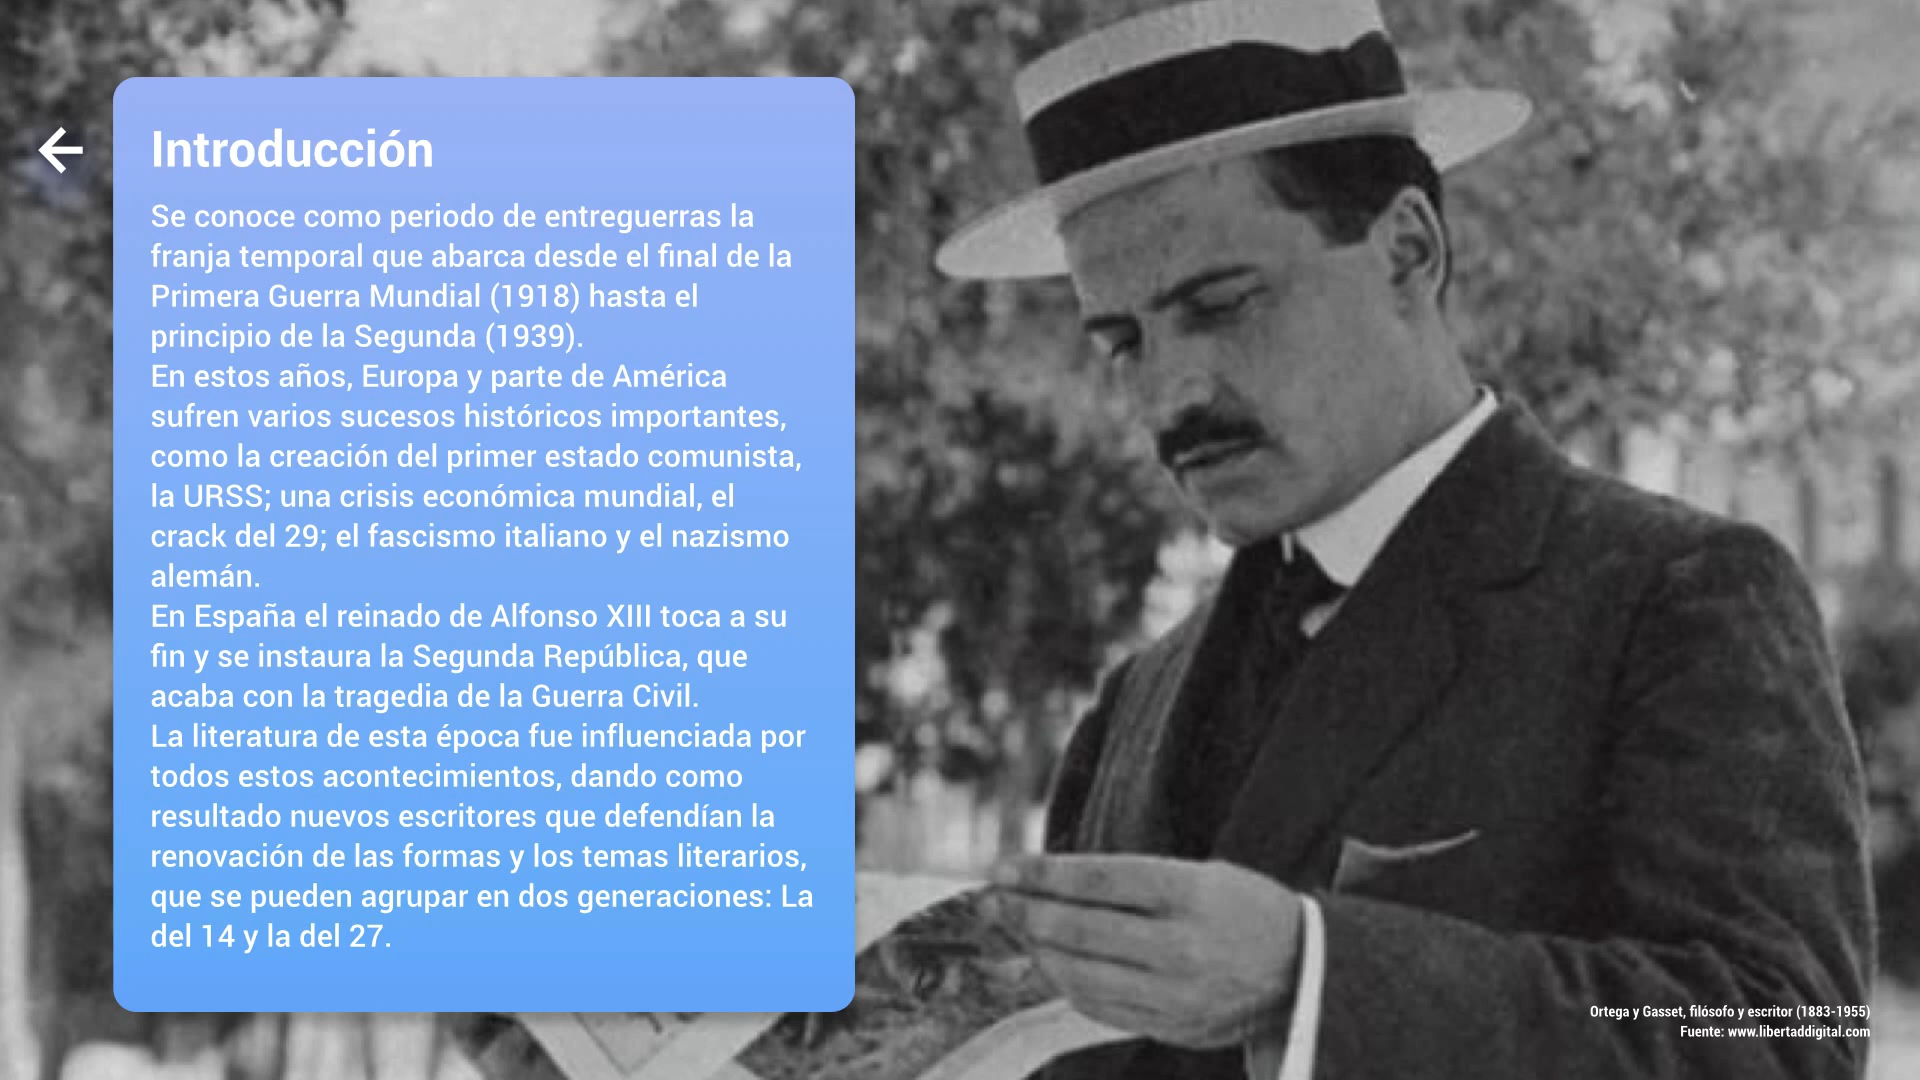 Introducción
Se conoce como periodo de entreguerras la
franja temporal que abarca desde el final de la
Primera Guerra Mundial (1918) hasta el
principio de la Segunda (1939).
En estos años, Europa y parte de América
sufren varios sucesos históricos importantes,
como la creación del primer estado comunista,
la URSS; una crisis económica mundial, el
crack del 29; el fascismo italiano y el nazismo
alemán.
En España el reinado de Alfonso XIII toca a su
fin y se instaura la Segunda República, que
acaba con la tragedia de la Guerra Civil.
La literatura de esta época fue influenciada por
todos estos acontecimientos, dando como
resultado nuevos escritores que defendían la
renovación de las formas y los temas literarios,
que se pueden agrupar en dos generaciones: La
del 14 y la del 27.
Ortega y Gasset, filósofo y escritor (1883-1955)
Fuente: www.libertaddigital.com